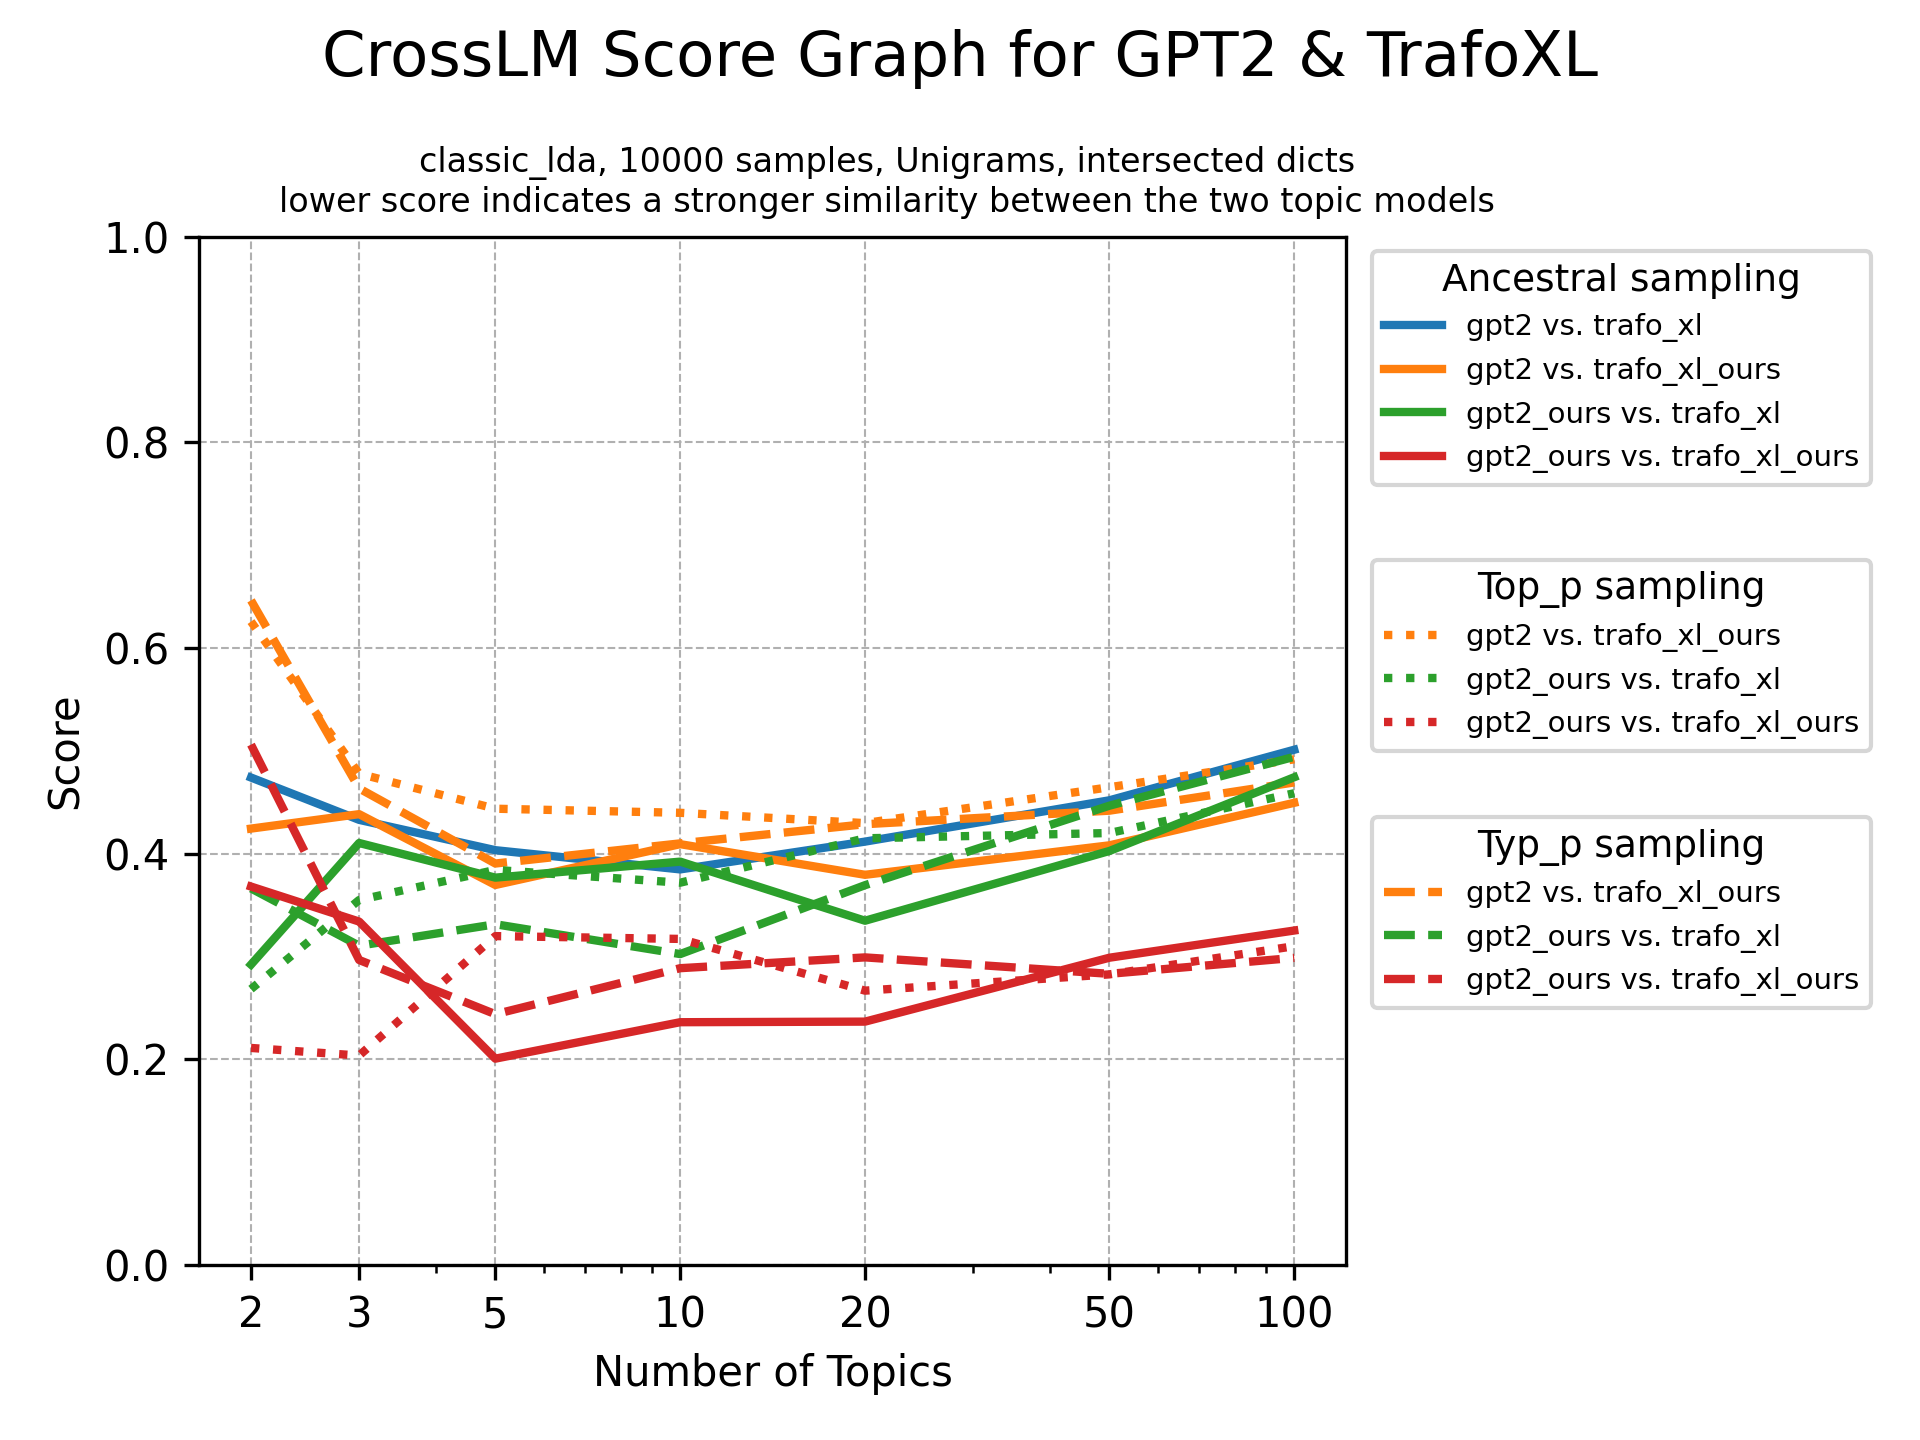 CrossLM Score Graph for GPT2 & TrafoXL
classic_lda, 10000 samples, Unigrams, intersected dicts
lower score indicates a stronger similarity between the two topic models
1.0
0.8
0.6
0.4
0.2
0.0
Score
2 3 5 10 20 50 100
Number of Topics
Ancestral sampling
gpt2 vs. trafo_xl
gpt2 vs. trafo_xl_ours
gpt2_ours vs. trafo_xl
gpt2_ours vs. trafo_xl_ours
Top_p sampling
gpt2 vs. trafo_xl_ours
gpt2_ours vs. trafo_xl
gpt2_ours vs. trafo_xl_ours
Typ_p sampling
gpt2 vs. trafo_xl_ours
gpt2_ours vs. trafo_xl
gpt2_ours vs. trafo_xl_ours